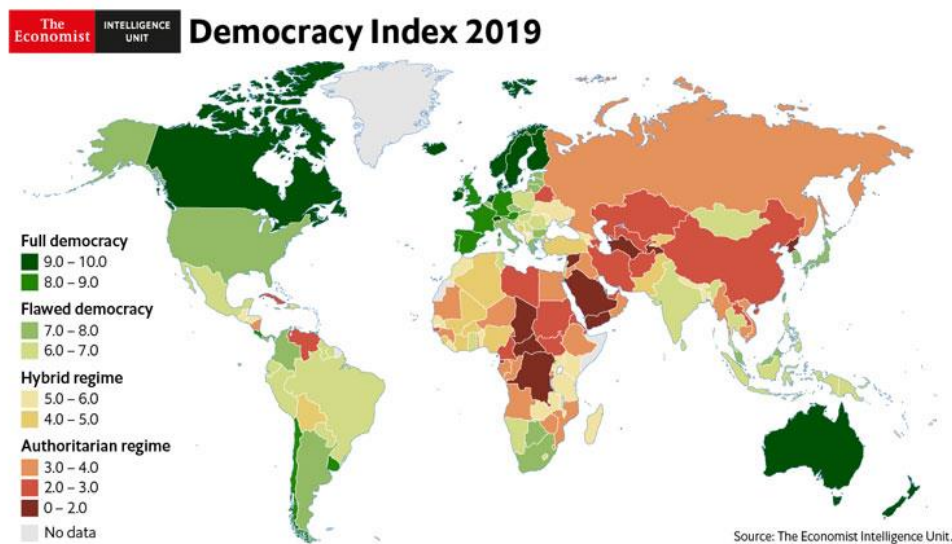 The
Economist
INTELLIGENCE
UNIT
Democracy Index 2019
Full democracy
9.0 – 10.0
8.0 – 9.0
Flawed democracy
7.0 – 8.0
6.0 – 7.0
Hybrid regime
5.0 – 6.0
4.0 – 5.0
Authoritarian regime
3.0 – 4.0
2.0 – 3.0
0 – 2.0
No data
Source: The Economist Intelligence Unit.